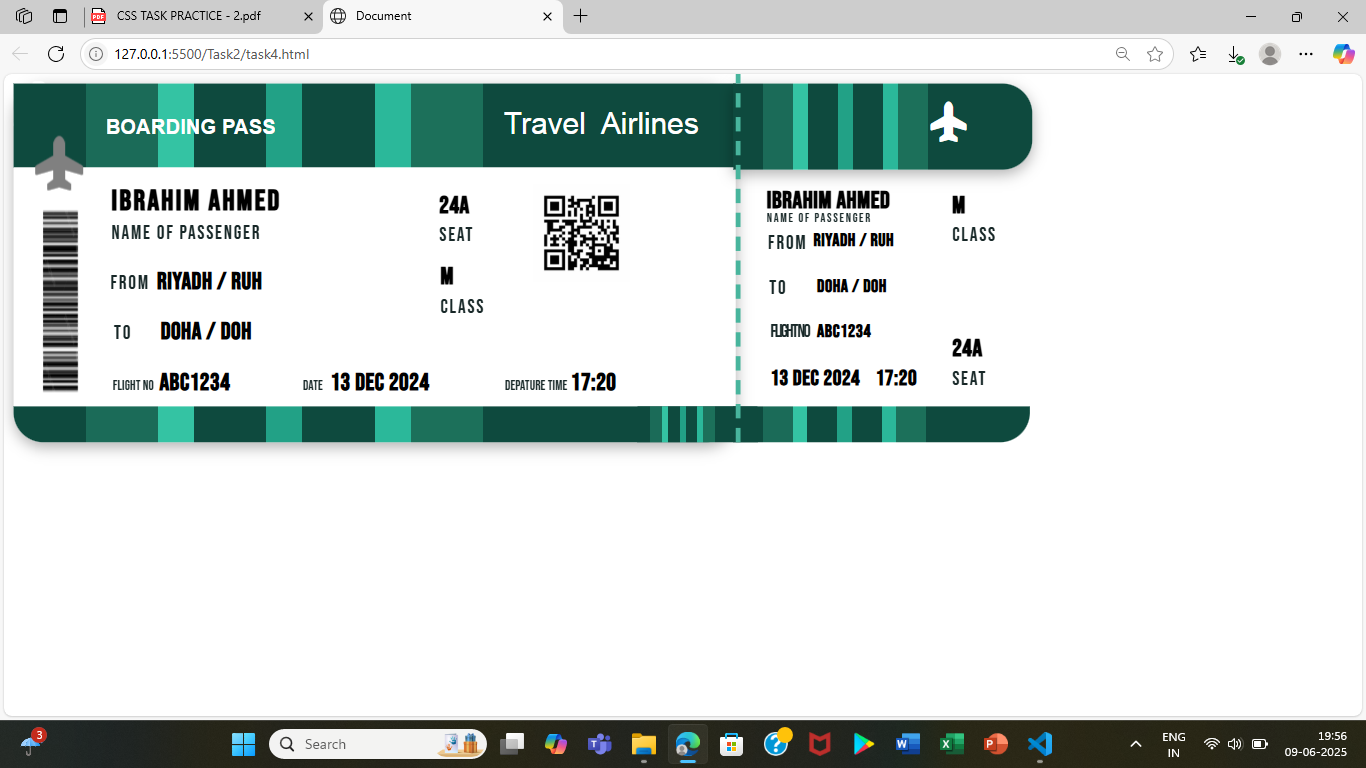 CSS TASK PRACTICE - 2.pdf
Document
127.0.0.1:5500/Task2/task4.html
BOARDING PASS
Travel Airlines
IBRAHIM AHMED
NAME OF PASSENGER
FROM RIYADH / RUH
TO DOHA / DOH
FLIGHT NO ABC1234
DATE 13 DEC 2024
DEPATURE TIME 17:20
24A
SEAT
M
CLASS
IBRAHIM AHMED
NAME OF PASSENGER
FROM RIYADH / RUH
TO DOHA / DOH
FLIGHTNO ABC1234
13 DEC 2024 17:20
M
CLASS
24A
SEAT
3
Search
ENG
IN
19:56
09-06-2025